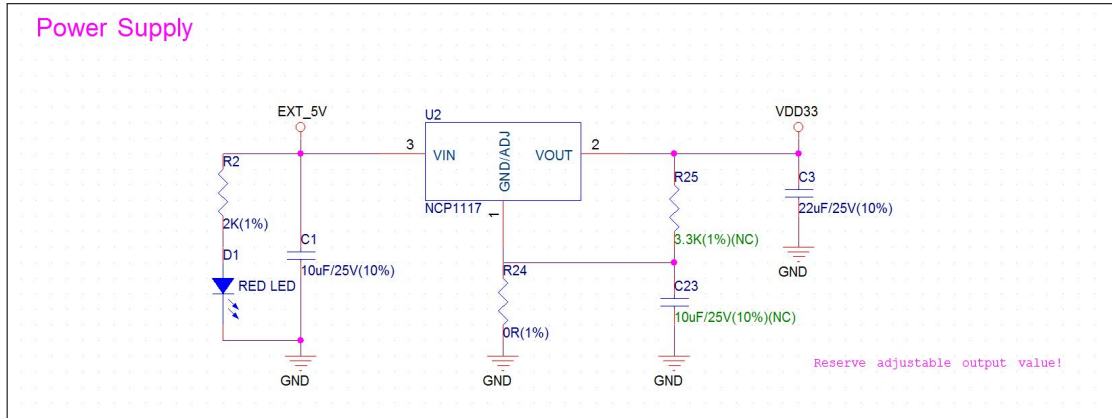 Power Supply
EXT_5V
VDD33
U2
3
VIN
GND/ADJ
VOUT
2
NCP1117
1
R2
2K(1%)
D1
RED LED
C1
10uF/25V(10%)
GND
R24
0R(1%)
GND
R25
3.3K(1%)(NC)
C23
10uF/25V(10%)(NC)
GND
C3
22uF/25V(10%)
GND
Reserve adjustable output value!